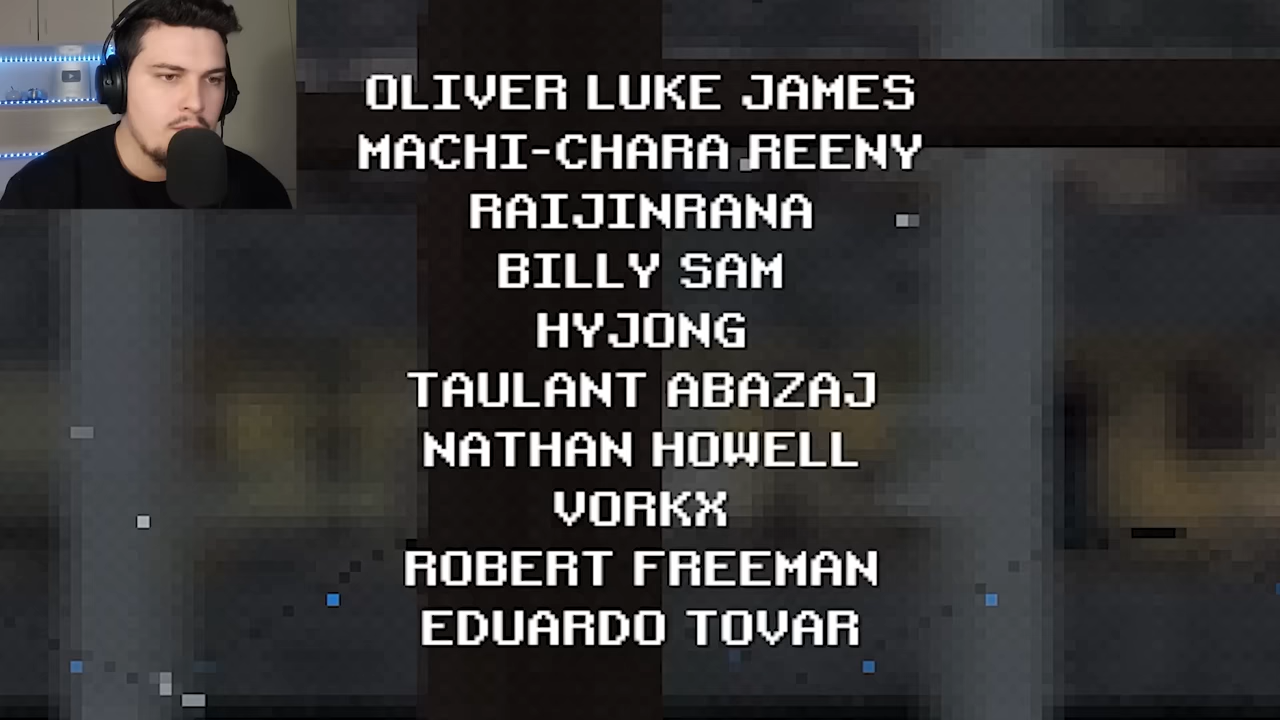 OLIVER LUKE JAMES
MACHI-CHARA REENY
RAIJINRANA
BILLY SAM
HYJONG
TAULANT ABAZAJ
NATHAN HOWELL
VORKX
ROBERT FREEMAN
EDUARDO TOVAR